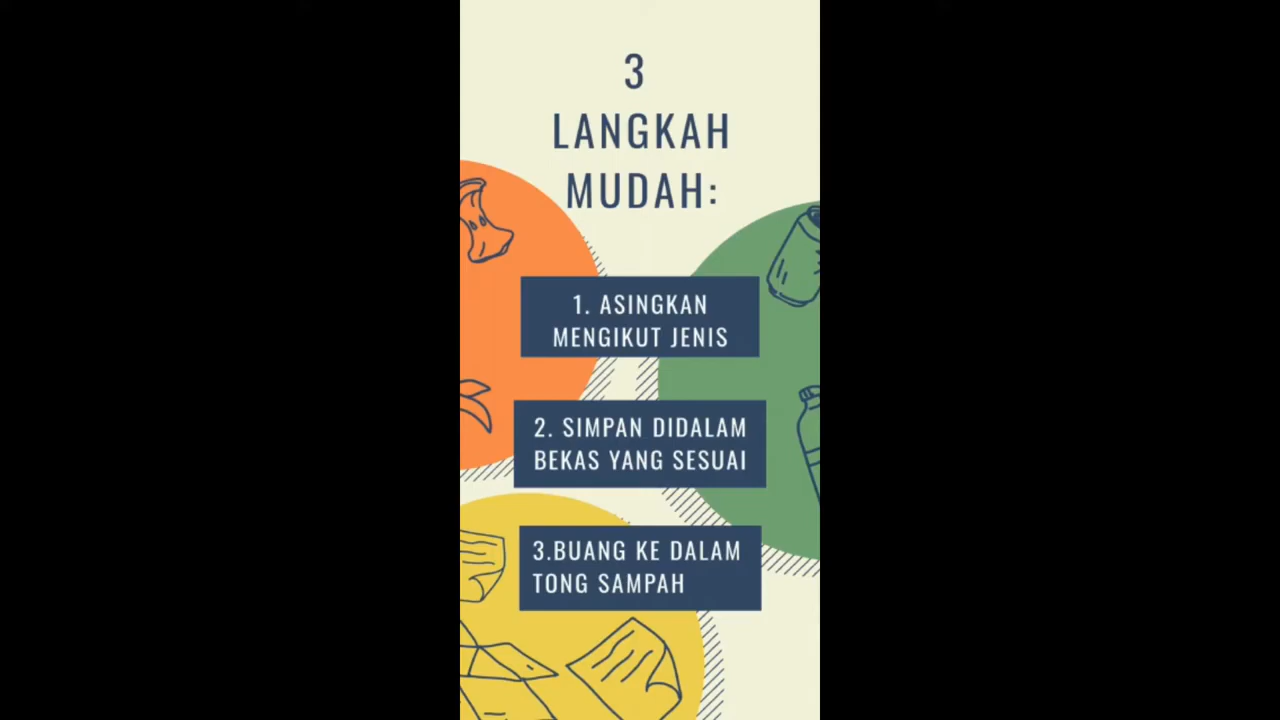 3
LANGKAH
MUDAH:
1. ASINGKAN
MENGIKUT JENIS
2. SIMPAN DIDALAM
BEKAS YANG SESUAI
3.BUANG KE DALAM
TONG SAMPAH